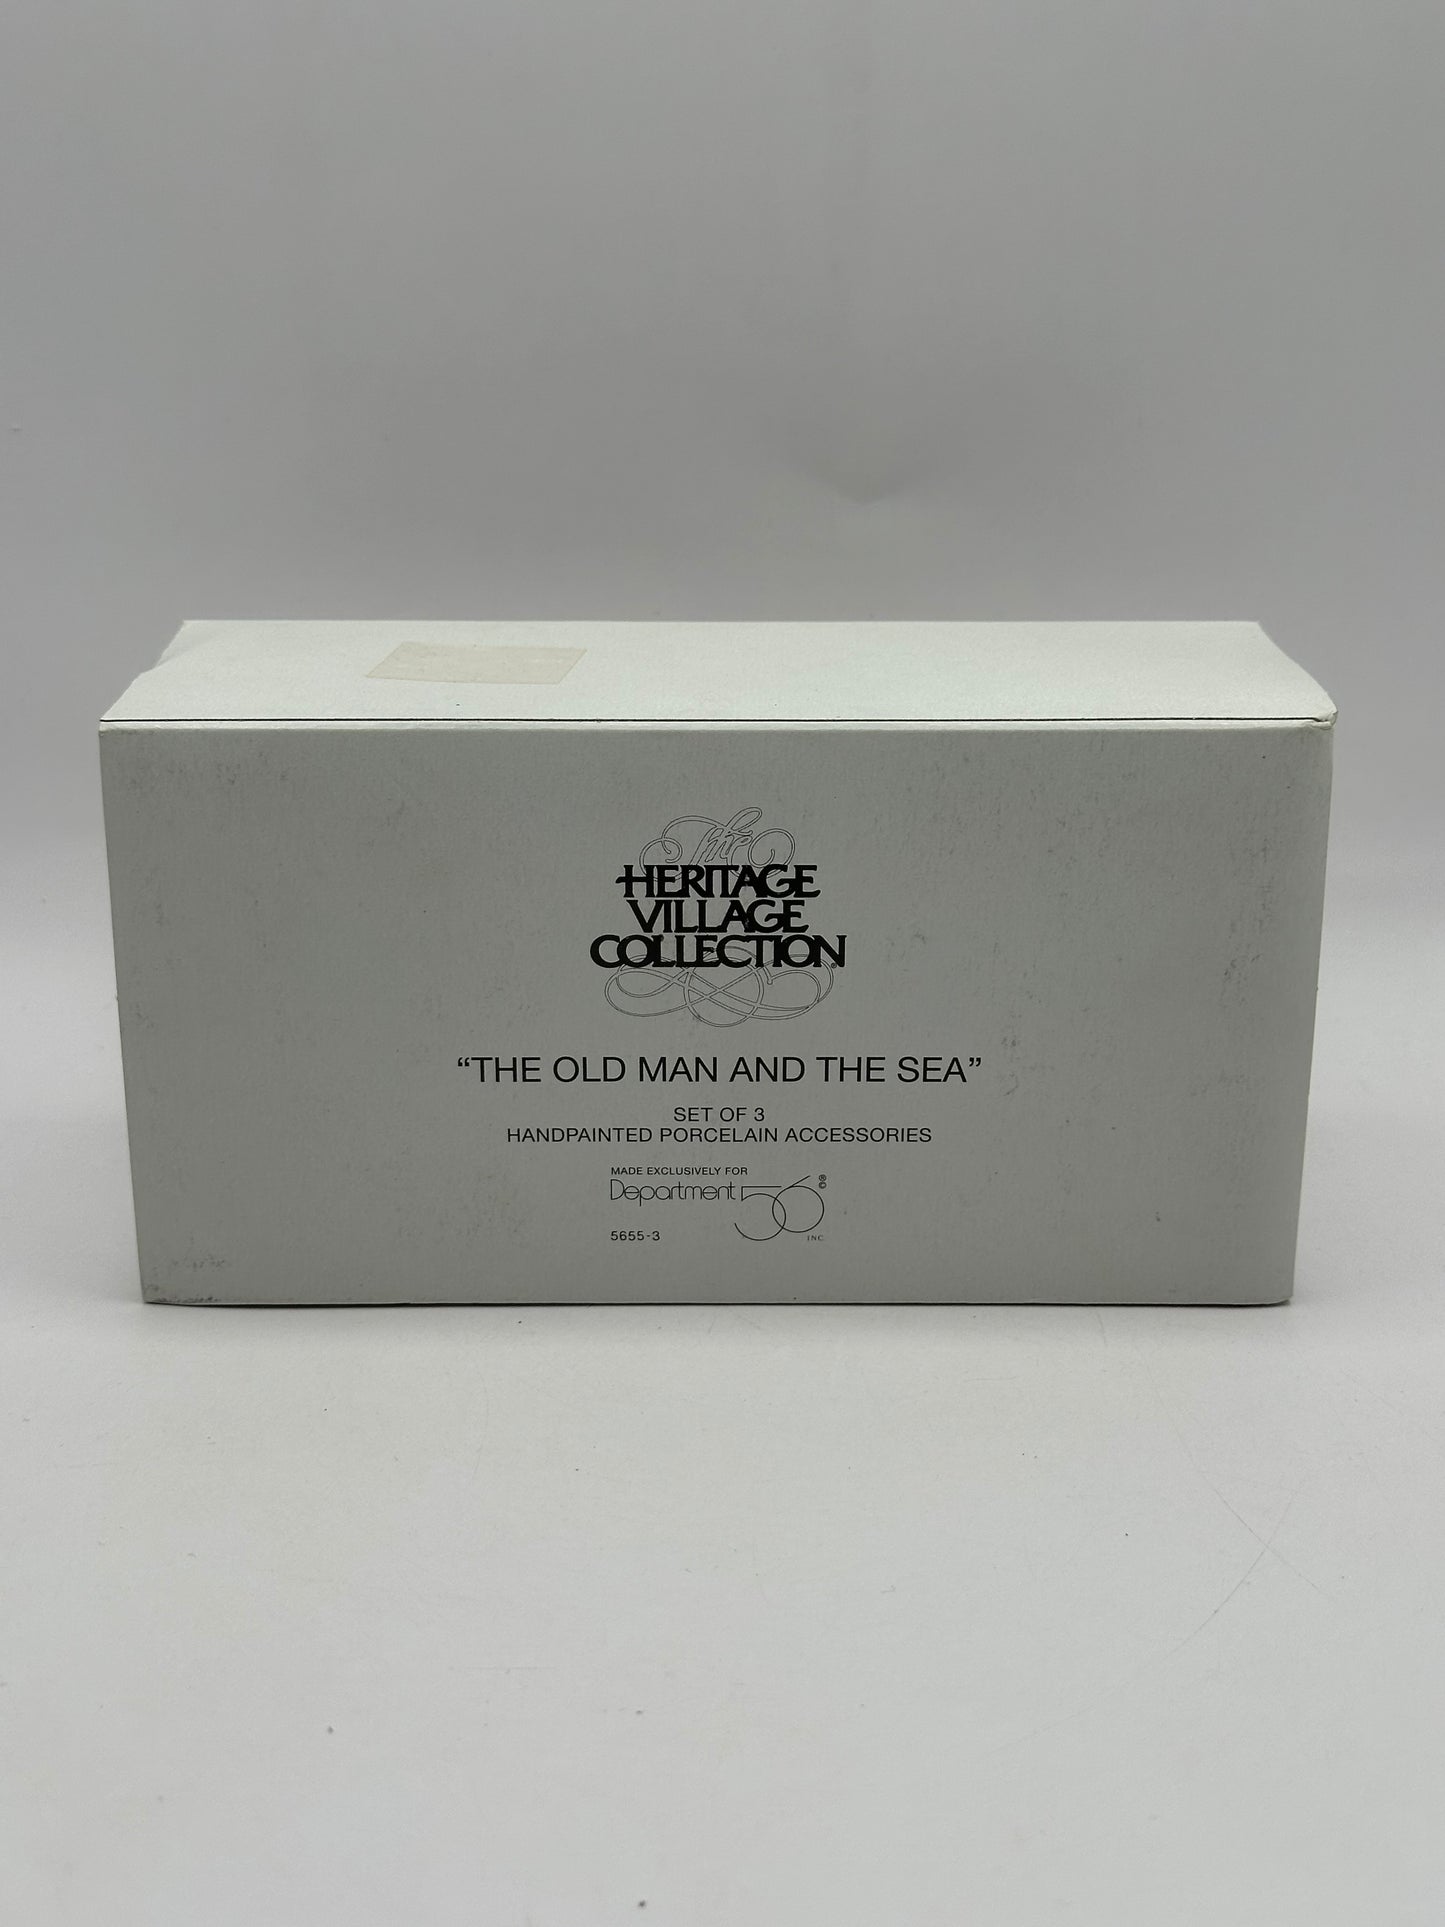 The
HERITAGE
VILLAGE
COLLECTION®
“THE OLD MAN AND THE SEA”
SET OF 3
HANDPAINTED PORCELAIN ACCESSORIES
MADE EXCLUSIVELY FOR
Department 56 ® ©
5655-3 INC.